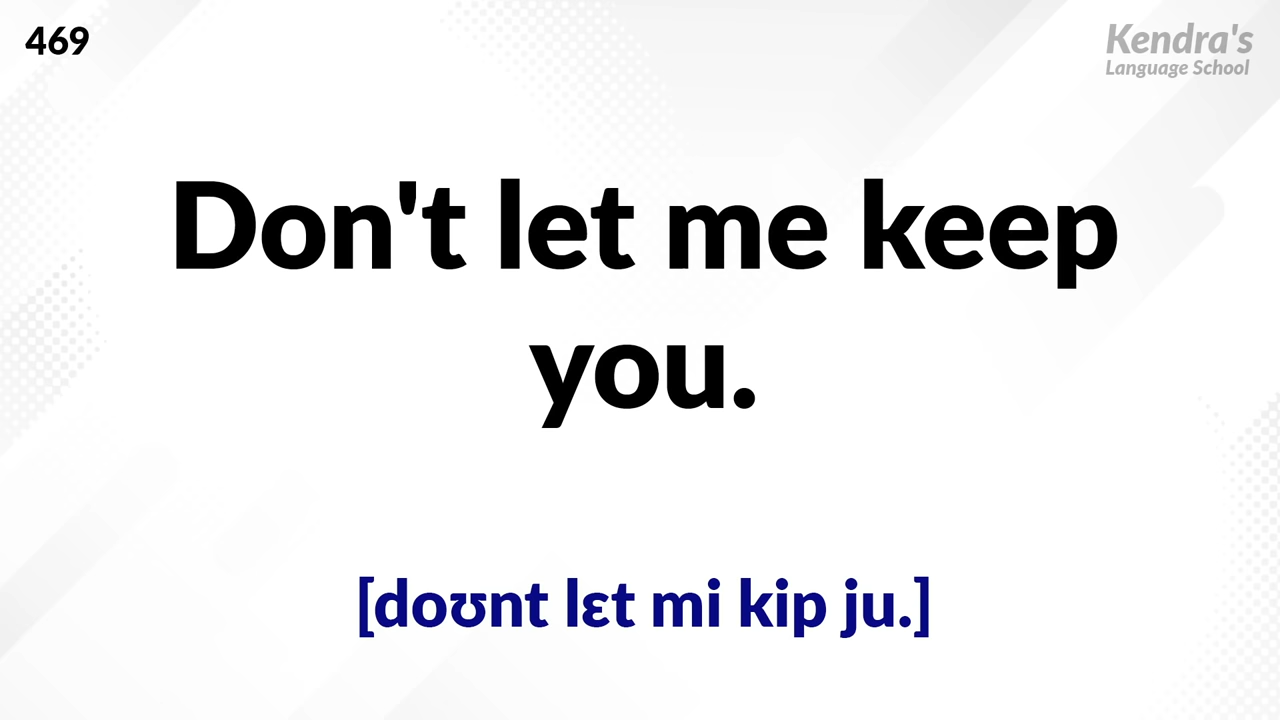 469
Kendra's
Language School
Don't let me keep
you.
[doʊnt lɛt mi kip ju.]